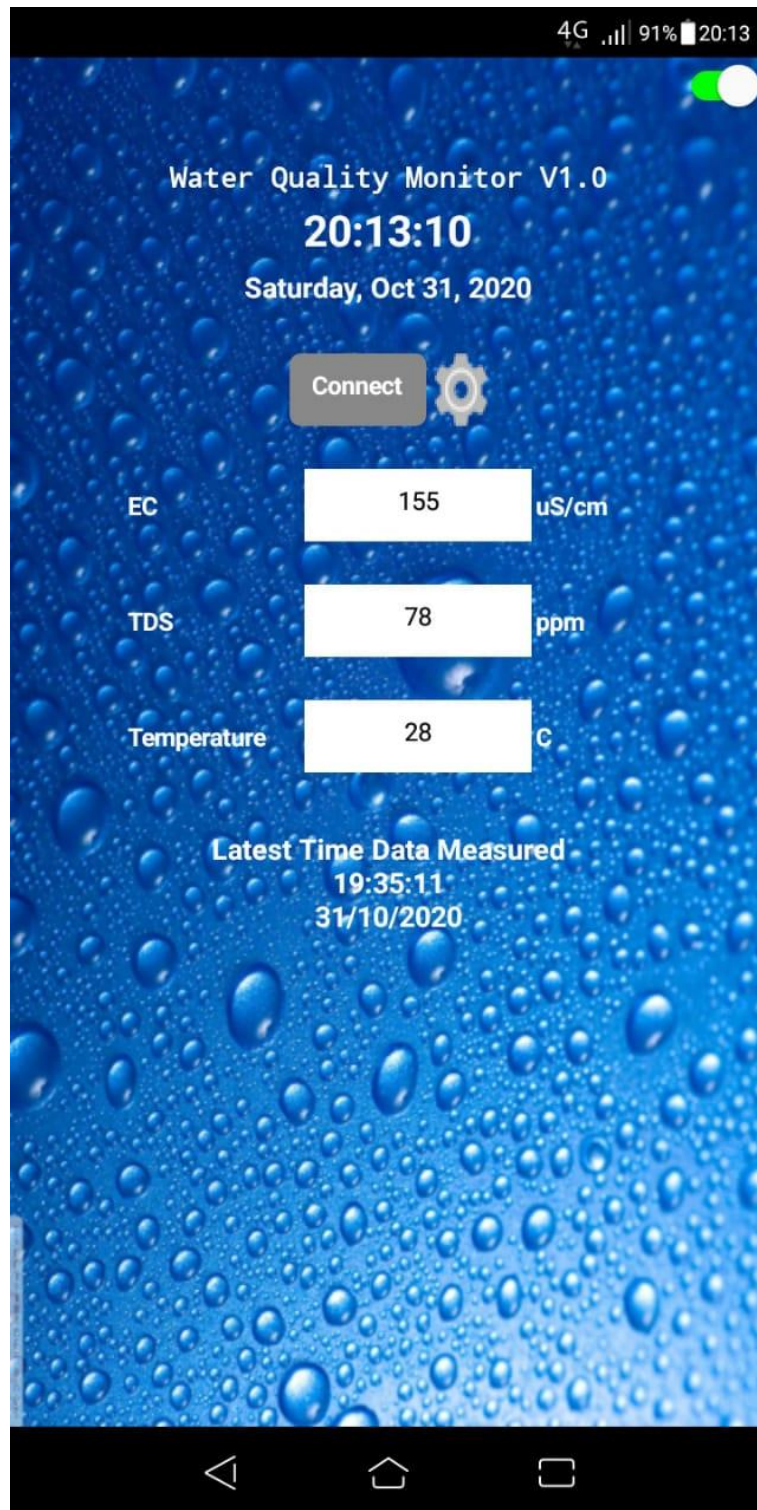 4G 91% 20:13
Water Quality Monitor V1.0
20:13:10
Saturday, Oct 31, 2020
Connect
EC 155 uS/cm
TDS 78 ppm
Temperature 28 C
Latest Time Data Measured
19:35:11
31/10/2020